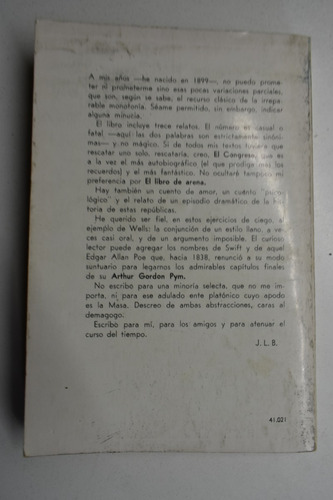 A mis años —he nacido en 1899—, no puedo prome-
ter ni prometerme sino esas pocas variaciones parciales,
que son, según se sabe, el recurso clásico de la irrepa-
rable monotonía. Séame permitido, sin embargo, indicar
alguna minucia.
El libro incluye trece relatos. El número es casual o
fatal —aquí las dos palabras son estrictamente sinóni-
mas— y no mágico. Si de todos mis textos tuviera que
rescatar uno solo, rescataría, creo, El Congreso, que es
a la vez el más autobiográfico (el que prodiga más los
recuerdos) y el más fantástico. No ocultaré tampoco mi
preferencia por El libro de arena.
Hay también un cuento de amor, un cuento "psico-
lógico" y el relato de un episodio dramático de la his-
toria de estas repúblicas.
He querido ser fiel, en estos ejercicios de ciego, al
ejemplo de Wells: la conjunción de un estilo llano, a
veces casi oral, y de un argumento imposible. El curioso
lector puede agregar los nombres de Swift y de aquel
Edgar Allan Poe que, hacia 1838, renunció a su modo
suntuario para legarnos los admirables capítulos finales
de su Arthur Gordon Pym.
No escribo para una minoría selecta, que no me im-
porta, ni para ese adulado ente platónico cuyo apodo
es la Masa. Descreo de ambas abstracciones, caras al
demagogo.
Escribo para mí, para los amigos y para atenuar el
curso del tiempo.
J. L. B.
41.021